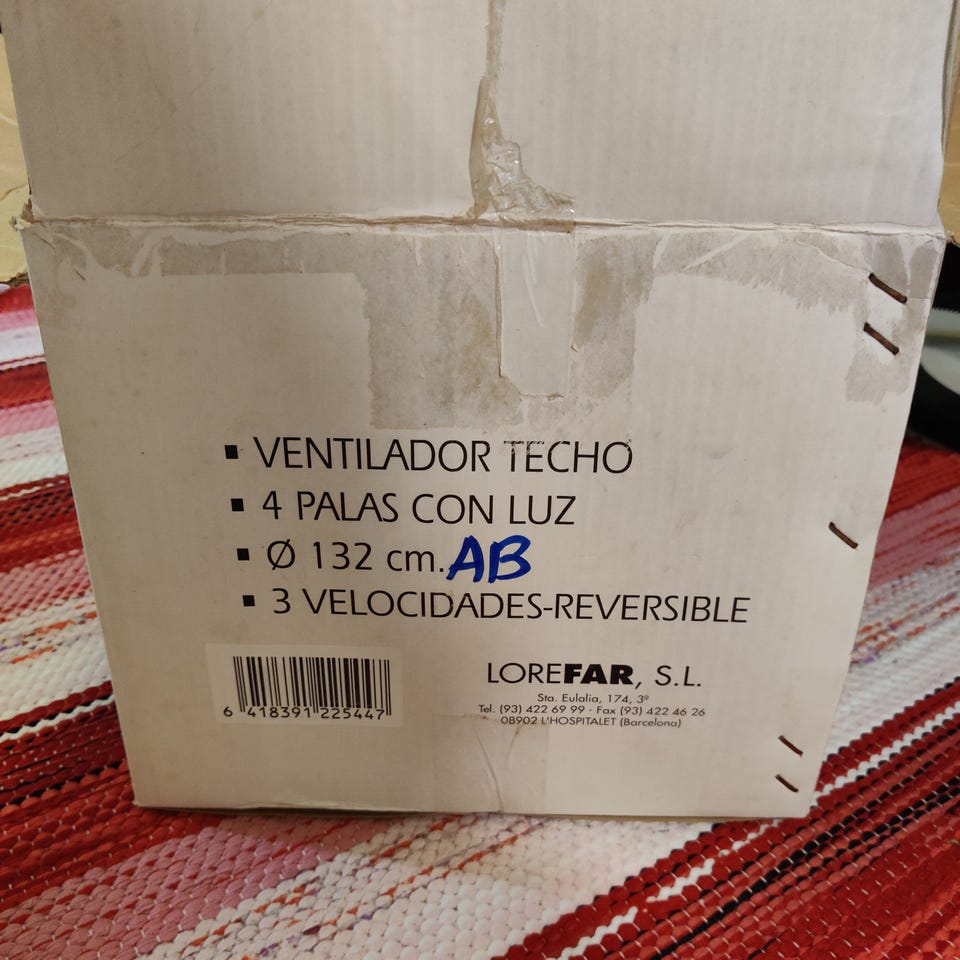 ▪ VENTILADOR TECHO
▪ 4 PALAS CON LUZ
▪ Ø 132 cm. AB
▪ 3 VELOCIDADES-REVERSIBLE
6 418391 225447
LOREFAR, S.L.
Sta. Eulalia, 174, 3º
Tel. (93) 422 69 99 - Fax (93) 422 46 26
08902 L'HOSPITALET (Barcelona)